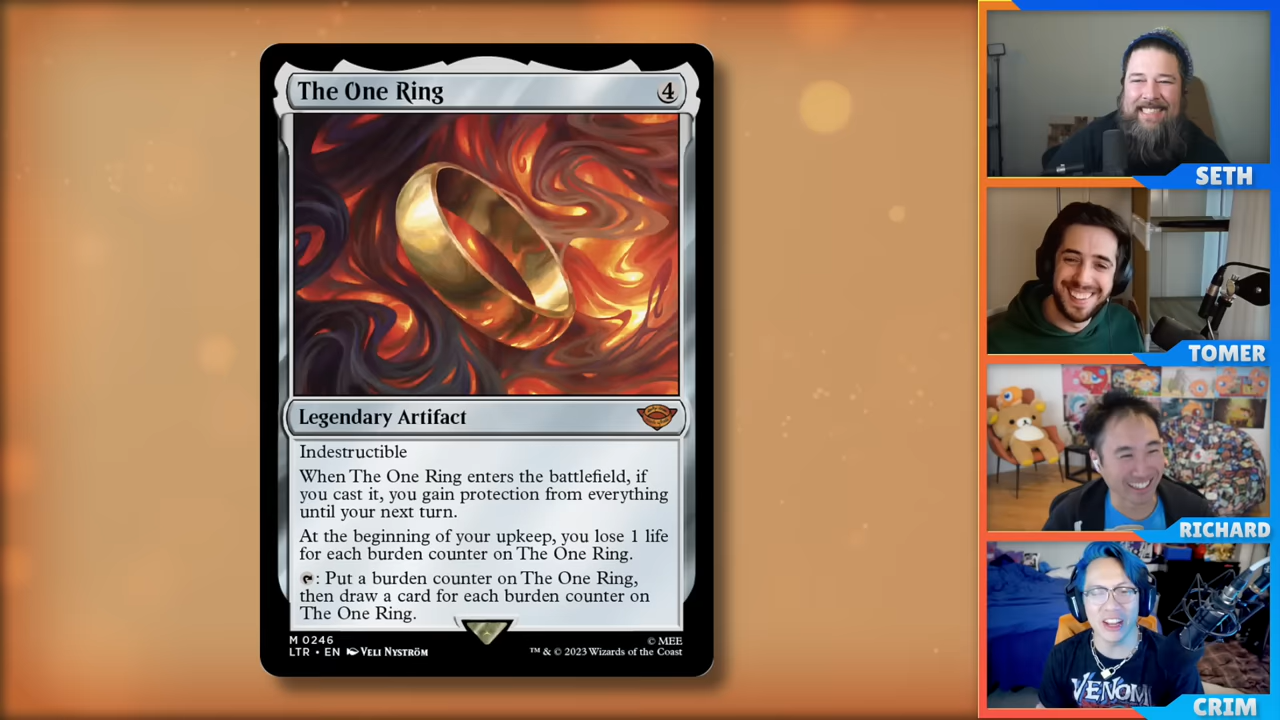 The One Ring
4
Legendary Artifact
Indestructible
When The One Ring enters the battlefield, if
you cast it, you gain protection from everything
until your next turn.
At the beginning of your upkeep, you lose 1 life
for each burden counter on The One Ring.
: Put a burden counter on The One Ring,
then draw a card for each burden counter on
The One Ring.
M 0246
LTR • EN VELI NYSTRÖM
© MEE
™ & © 2023 Wizards of the Coast
SETH
TOMER
RICHARD
VENOM
CRIM